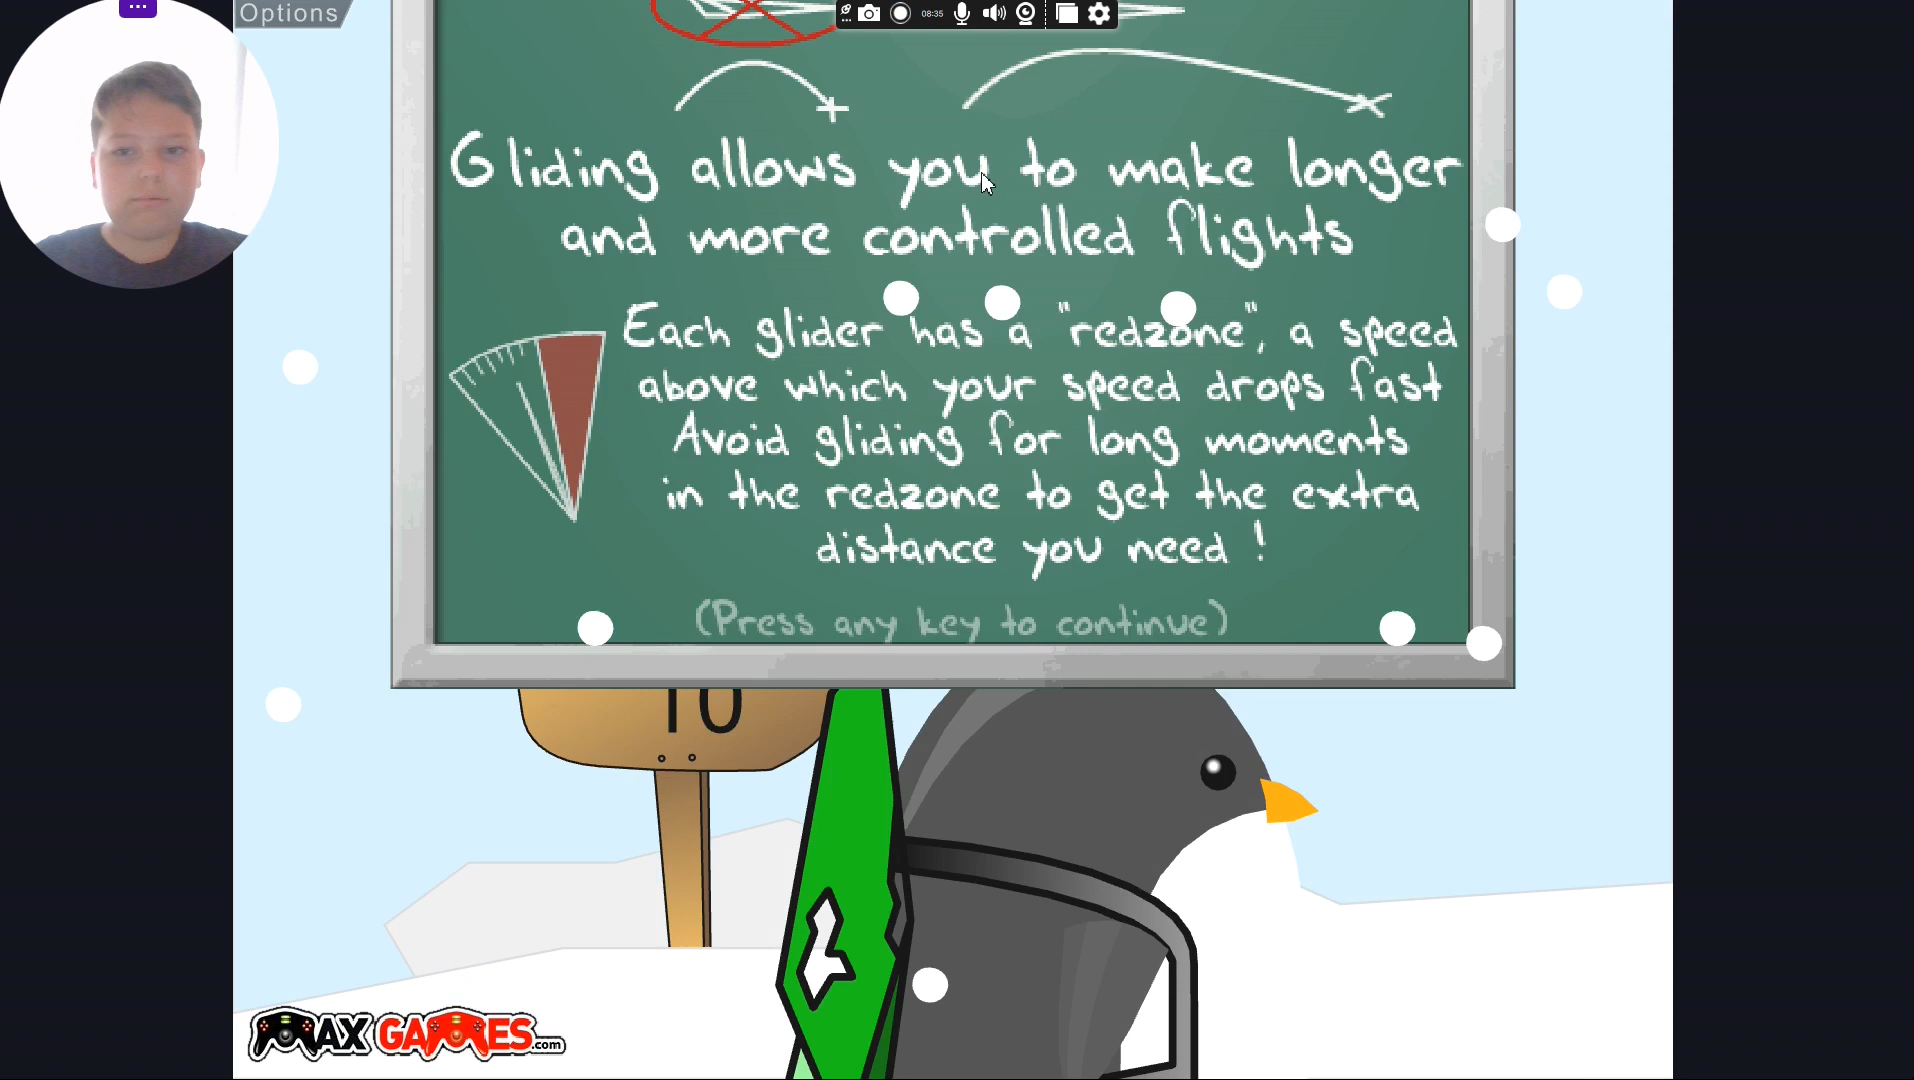 Options
08:35
Gliding allows you to make longer
and more controlled flights
Each glider has a "redzone", a speed
above which your speed drops fast
Avoid gliding for long moments
in the redzone to get the extra
distance you need !
(Press any key to continue)
10
MAX GAMES.com